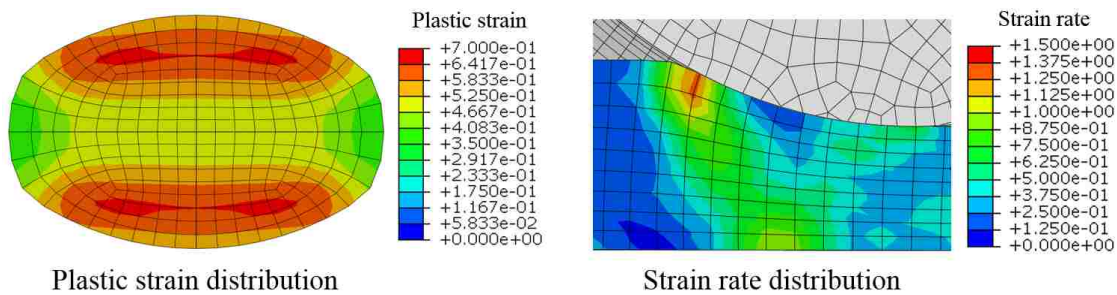 Plastic strain
+7.000e-01
+6.417e-01
+5.833e-01
+5.250e-01
+4.667e-01
+4.083e-01
+3.500e-01
+2.917e-01
+2.333e-01
+1.750e-01
+1.167e-01
+5.833e-02
+0.000e+00
Plastic strain distribution
Strain rate
+1.500e+00
+1.375e+00
+1.250e+00
+1.125e+00
+1.000e+00
+8.750e-01
+7.500e-01
+6.250e-01
+5.000e-01
+3.750e-01
+2.500e-01
+1.250e-01
+0.000e+00
Strain rate distribution